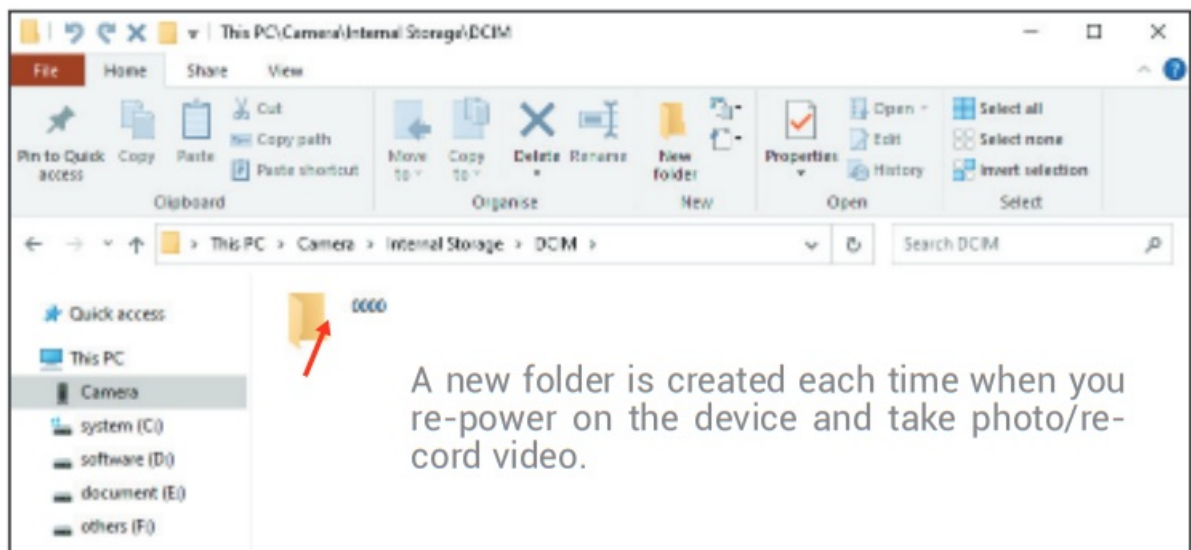 This PC\Camera\Internal Storage\DCIM
File Home Share View
Pin to Quick access Copy Paste Cut Copy path Paste shortcut Move to Copy to Delete Rename New folder Properties Open Edit History Select all Select none Invert selection
Clipboard Organise New Open Select
This PC > Camera > Internal Storage > DCIM > Search DCIM
Quick access
0000
This PC
Camera
system (C:)
software (D:)
document (E:)
others (F:)
A new folder is created each time when you
re-power on the device and take photo/re-
cord video.